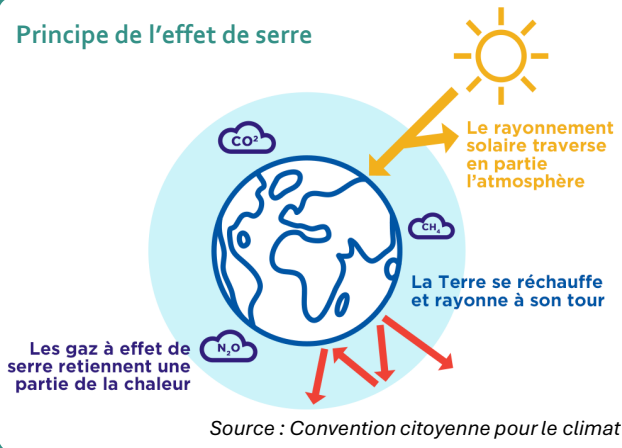 Principe de l'effet de serre
CO²
Le rayonnement
solaire traverse
en partie
l'atmosphère
CH₄
La Terre se réchauffe
et rayonne à son tour
N₂O
Les gaz à effet de
serre retiennent une
partie de la chaleur
Source : Convention citoyenne pour le climat